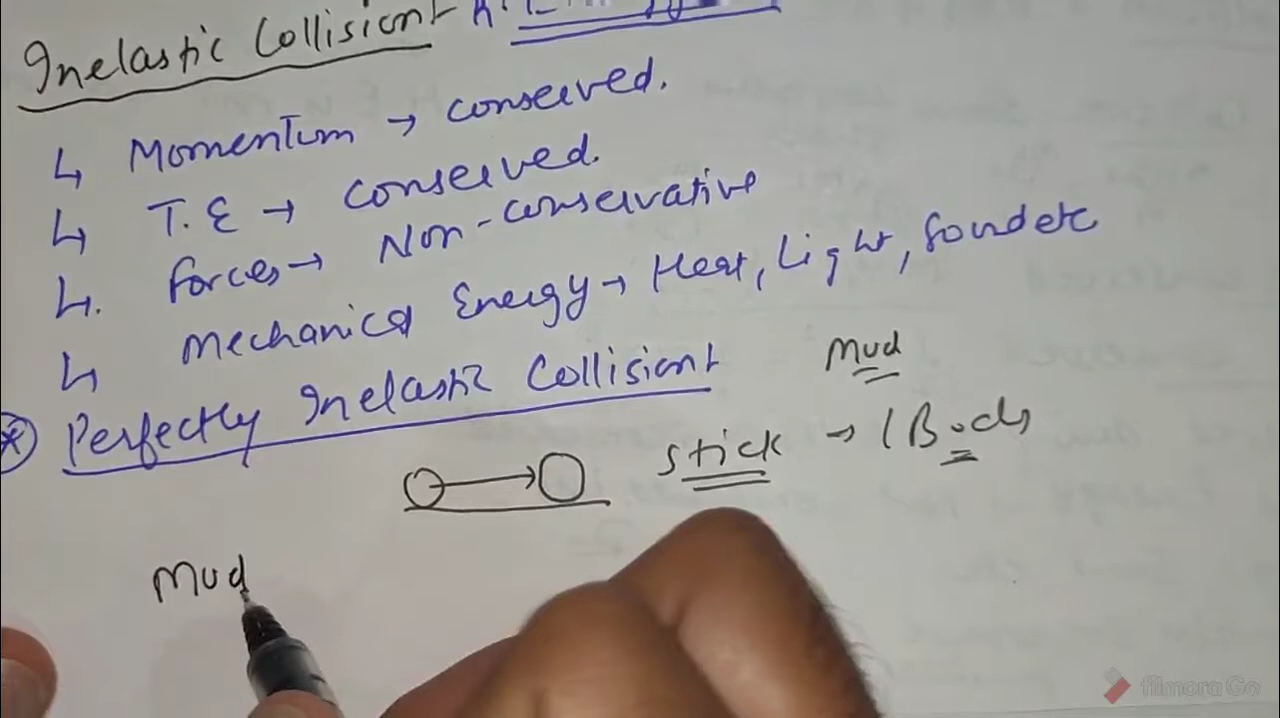 Inelastic Collision
↳ Momentum → conserved.
↳ T.E → conserved.
↳. forces → Non-conservative
↳ Mechanical Energy → Heat, Light, Sound etc
* Perfectly Inelastic Collision
Mud
stick → 1 Body
Mud
filmora Go